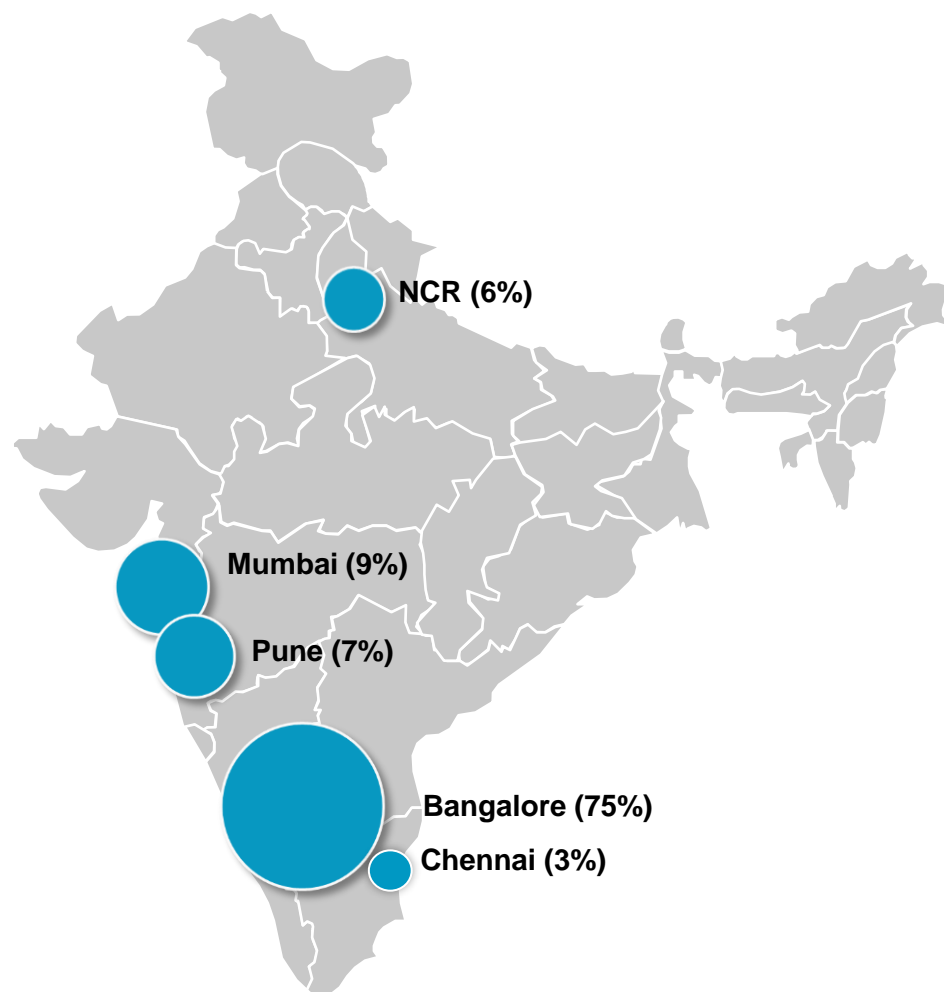 NCR (6%)
Mumbai (9%)
Pune (7%)
Bangalore (75%)
Chennai (3%)